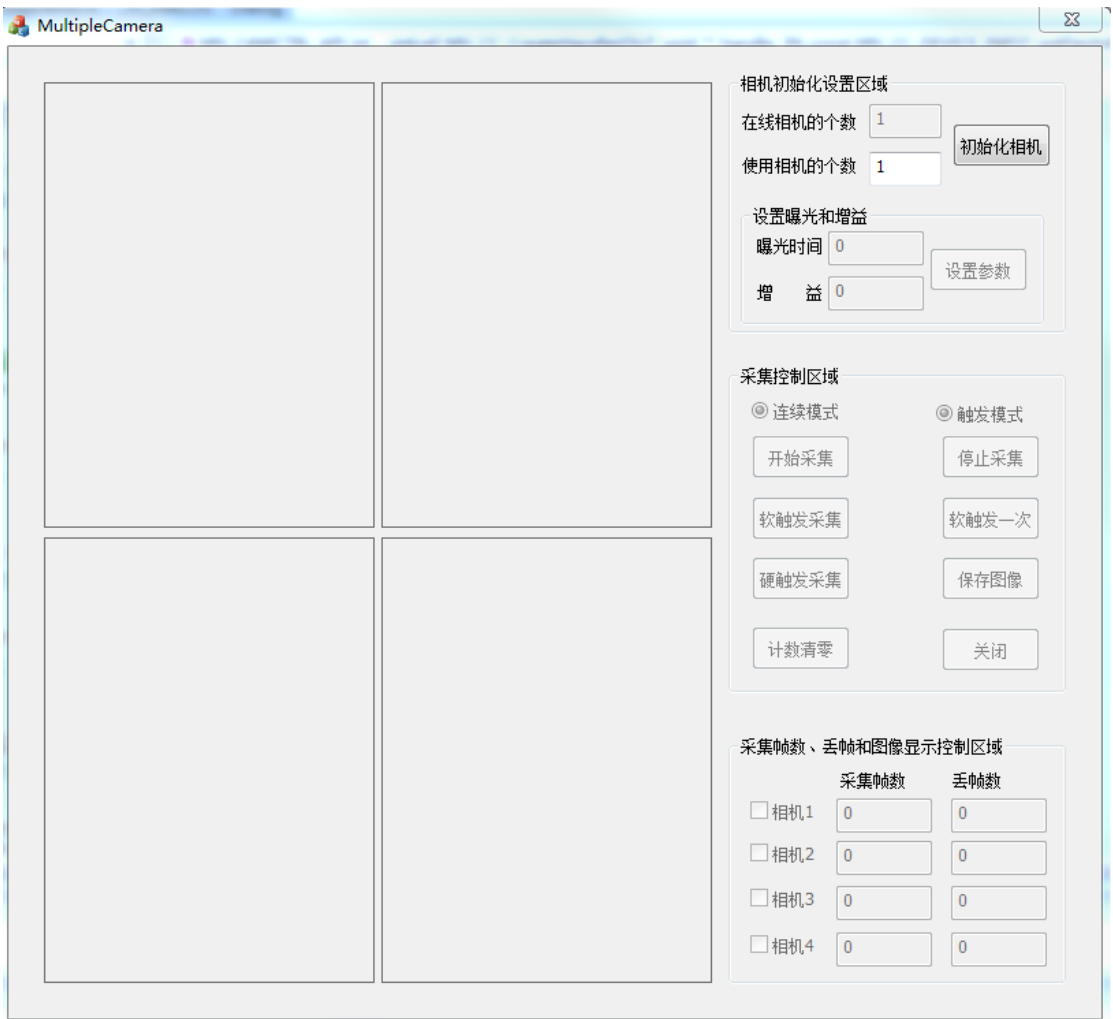 MultipleCamera
相机初始化设置区域
在线相机的个数 1
初始化相机
使用相机的个数 1
设置曝光和增益
曝光时间 0
设置参数
增 益 0
采集控制区域
连续模式 触发模式
开始采集 停止采集
软触发采集 软触发一次
硬触发采集 保存图像
计数清零 关闭
采集帧数、丢帧和图像显示控制区域
采集帧数 丢帧数
相机1 0 0
相机2 0 0
相机3 0 0
相机4 0 0